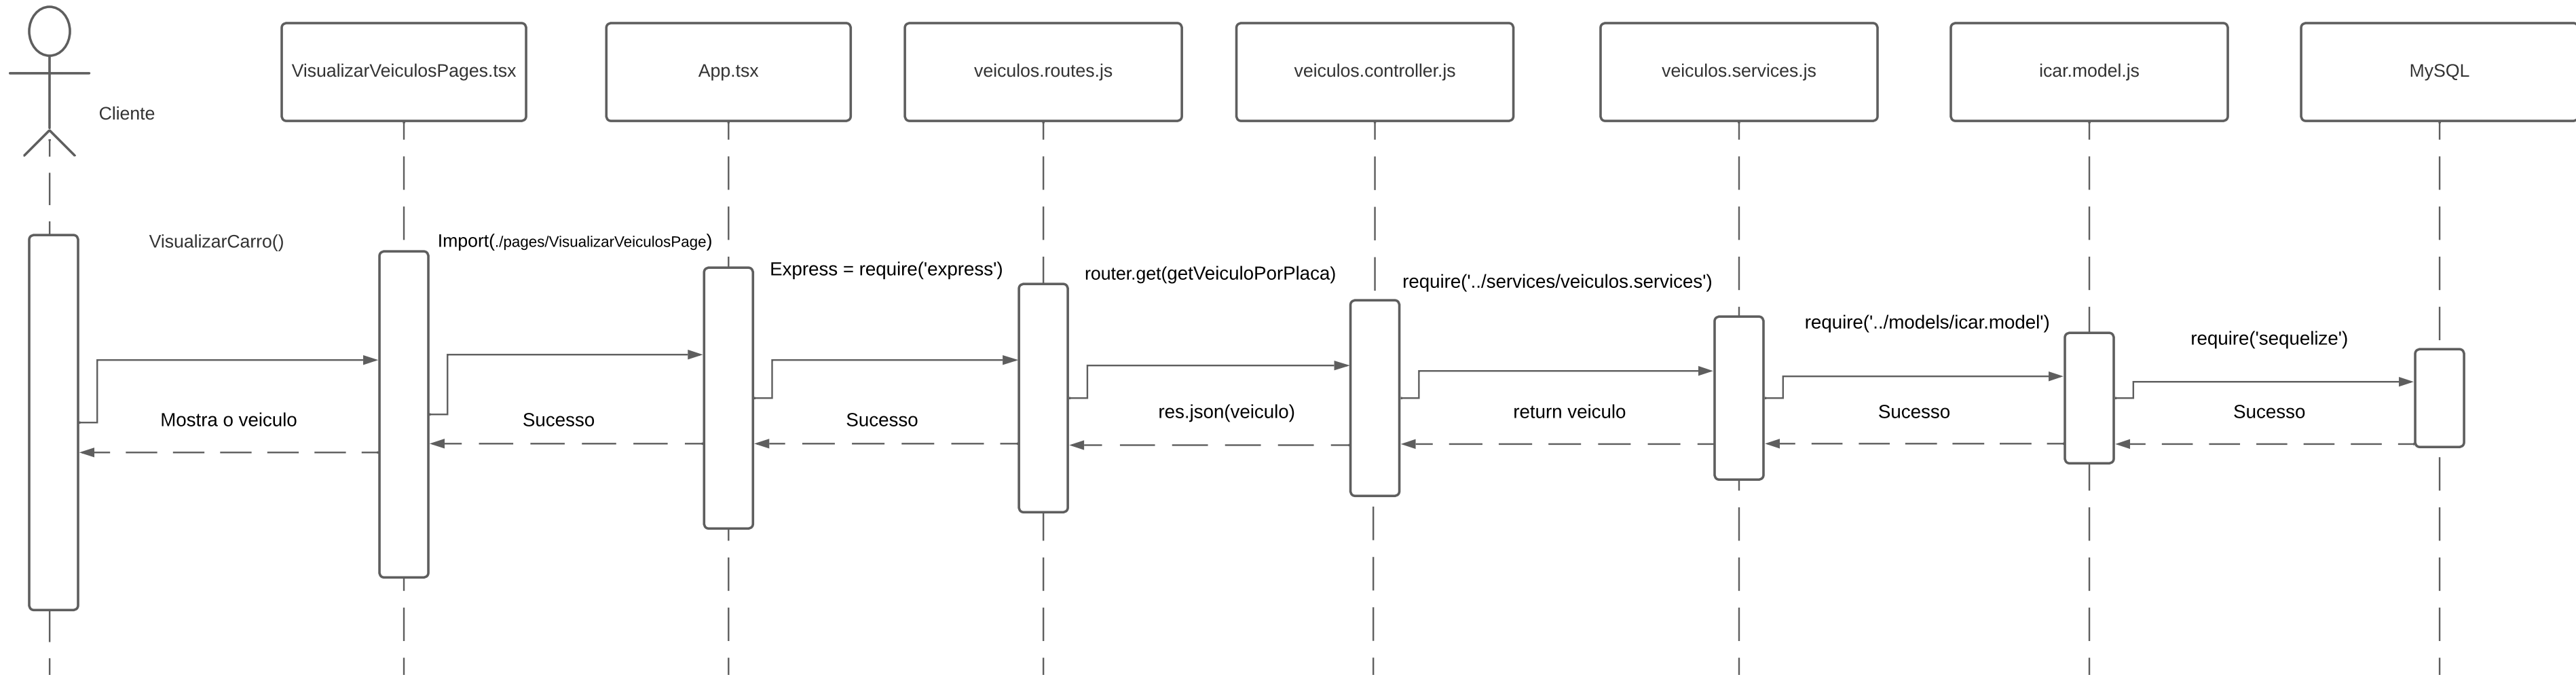 Cliente
VisualizarVeiculosPages.tsx
App.tsx
veiculos.routes.js
veiculos.controller.js
veiculos.services.js
icar.model.js
MySQL
VisualizarCarro()
Import(./pages/VisualizarVeiculosPage)
Express = require('express')
router.get(getVeiculoPorPlaca)
require('../services/veiculos.services')
require('../models/icar.model')
require('sequelize')
Mostra o veiculo
Sucesso
Sucesso
res.json(veiculo)
return veiculo
Sucesso
Sucesso